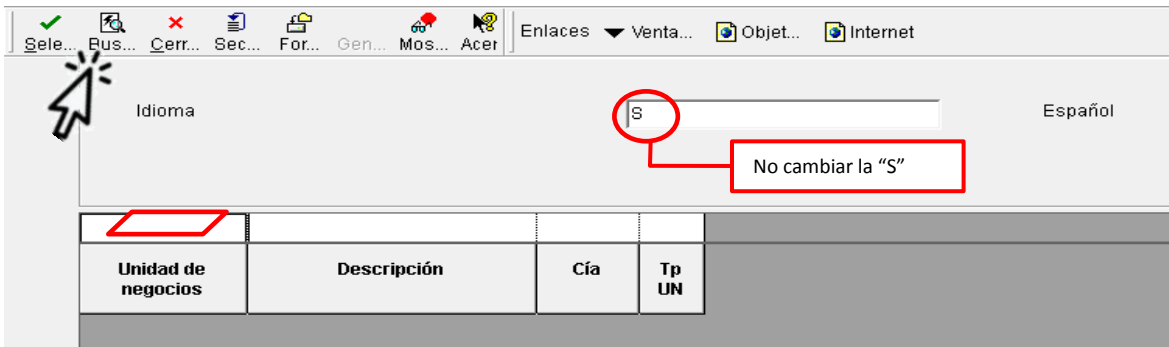 Sele... Bus... Cerr... Sec... For... Gen... Mos... Acer Enlaces Venta... Objet... Internet
Idioma S Español
No cambiar la “S”
Unidad de negocios Descripción Cía Tp UN